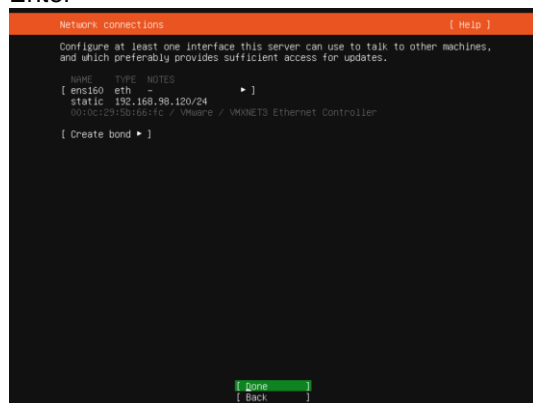 Enter
Network connections [ Help ]
Configure at least one interface this server can use to talk to other machines,
and which preferably provides sufficient access for updates.
NAME TYPE NOTES
[ ens160 eth - ▸ ]
static 192.168.98.120/24
00:0c:29:5b:66:fc / VMware / VMXNET3 Ethernet Controller
[ Create bond ▸ ]
[ Done ]
[ Back ]